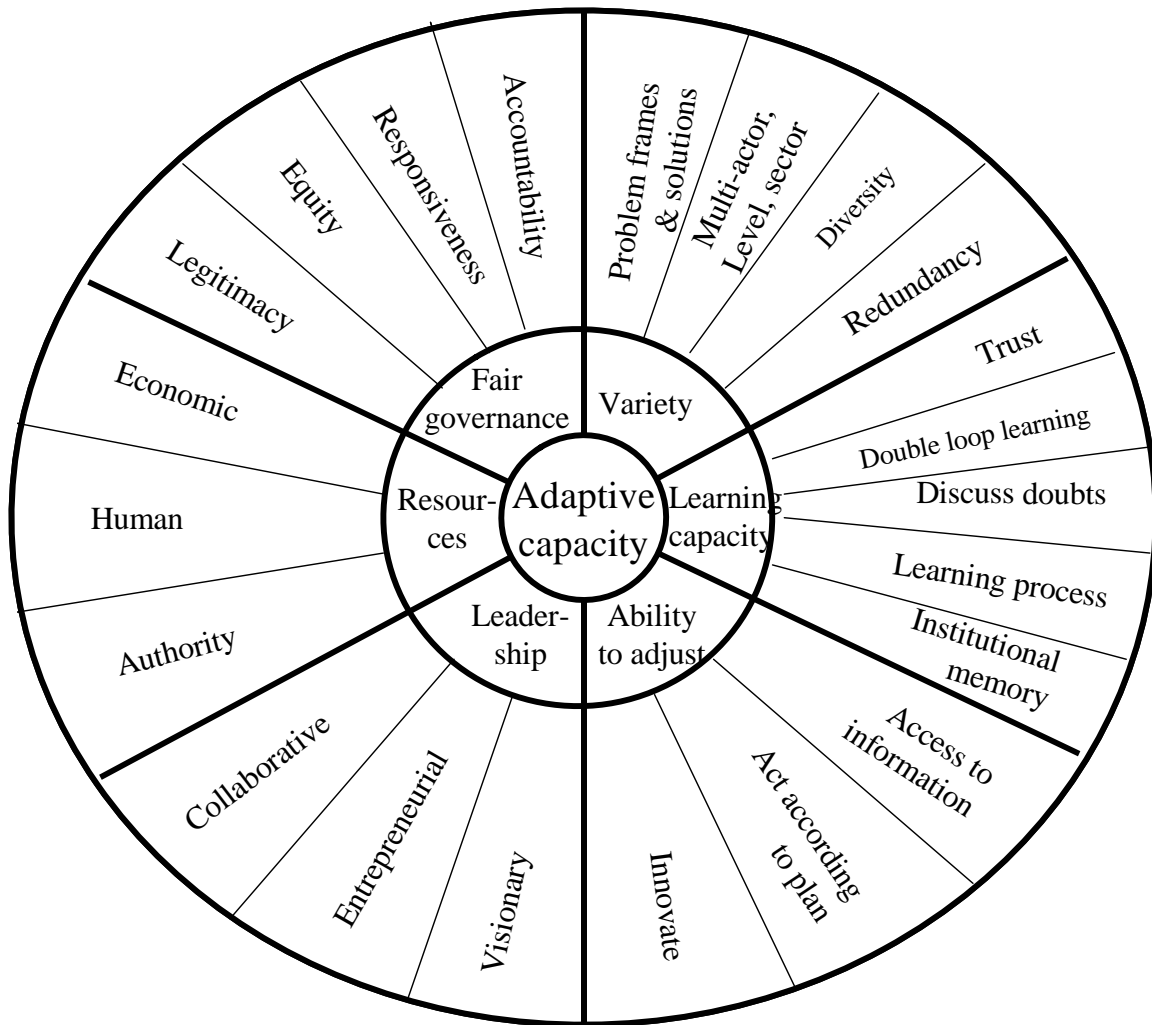 Adaptive
capacity
Variety
Problem frames
& solutions
Multi-actor,
Level, sector
Diversity
Redundancy
Learning
capacity
Trust
Double loop learning
Discuss doubts
Learning process
Institutional
memory
Ability
to adjust
Access to
information
Act according
to plan
Innovate
Leader-
ship
Visionary
Entrepreneurial
Collaborative
Resour-
ces
Authority
Human
Economic
Fair
governance
Legitimacy
Equity
Responsiveness
Accountability